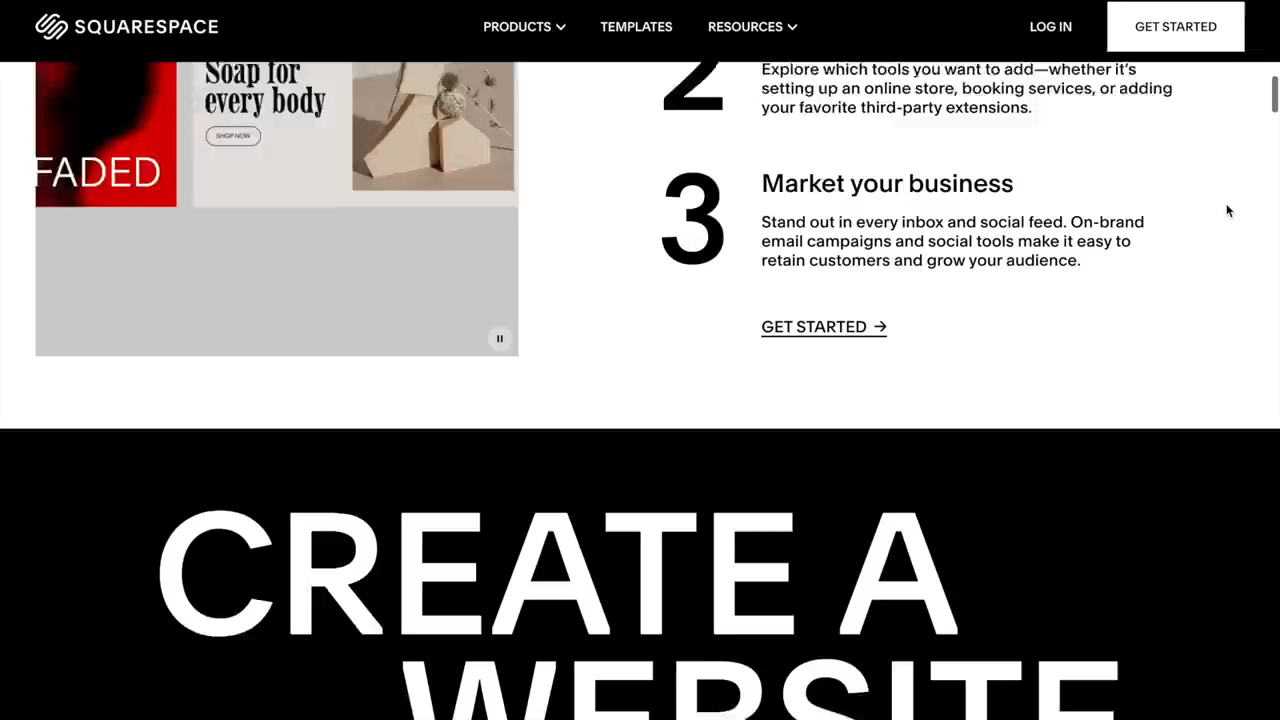 SQUARESPACE
PRODUCTS
TEMPLATES
RESOURCES
LOG IN
GET STARTED
FADED
Soap for
every body
SHOP NOW
2
Explore which tools you want to add—whether it's
setting up an online store, booking services, or adding
your favorite third-party extensions.
3
Market your business
Stand out in every inbox and social feed. On-brand
email campaigns and social tools make it easy to
retain customers and grow your audience.
GET STARTED →
CREATE A
WEBSITE